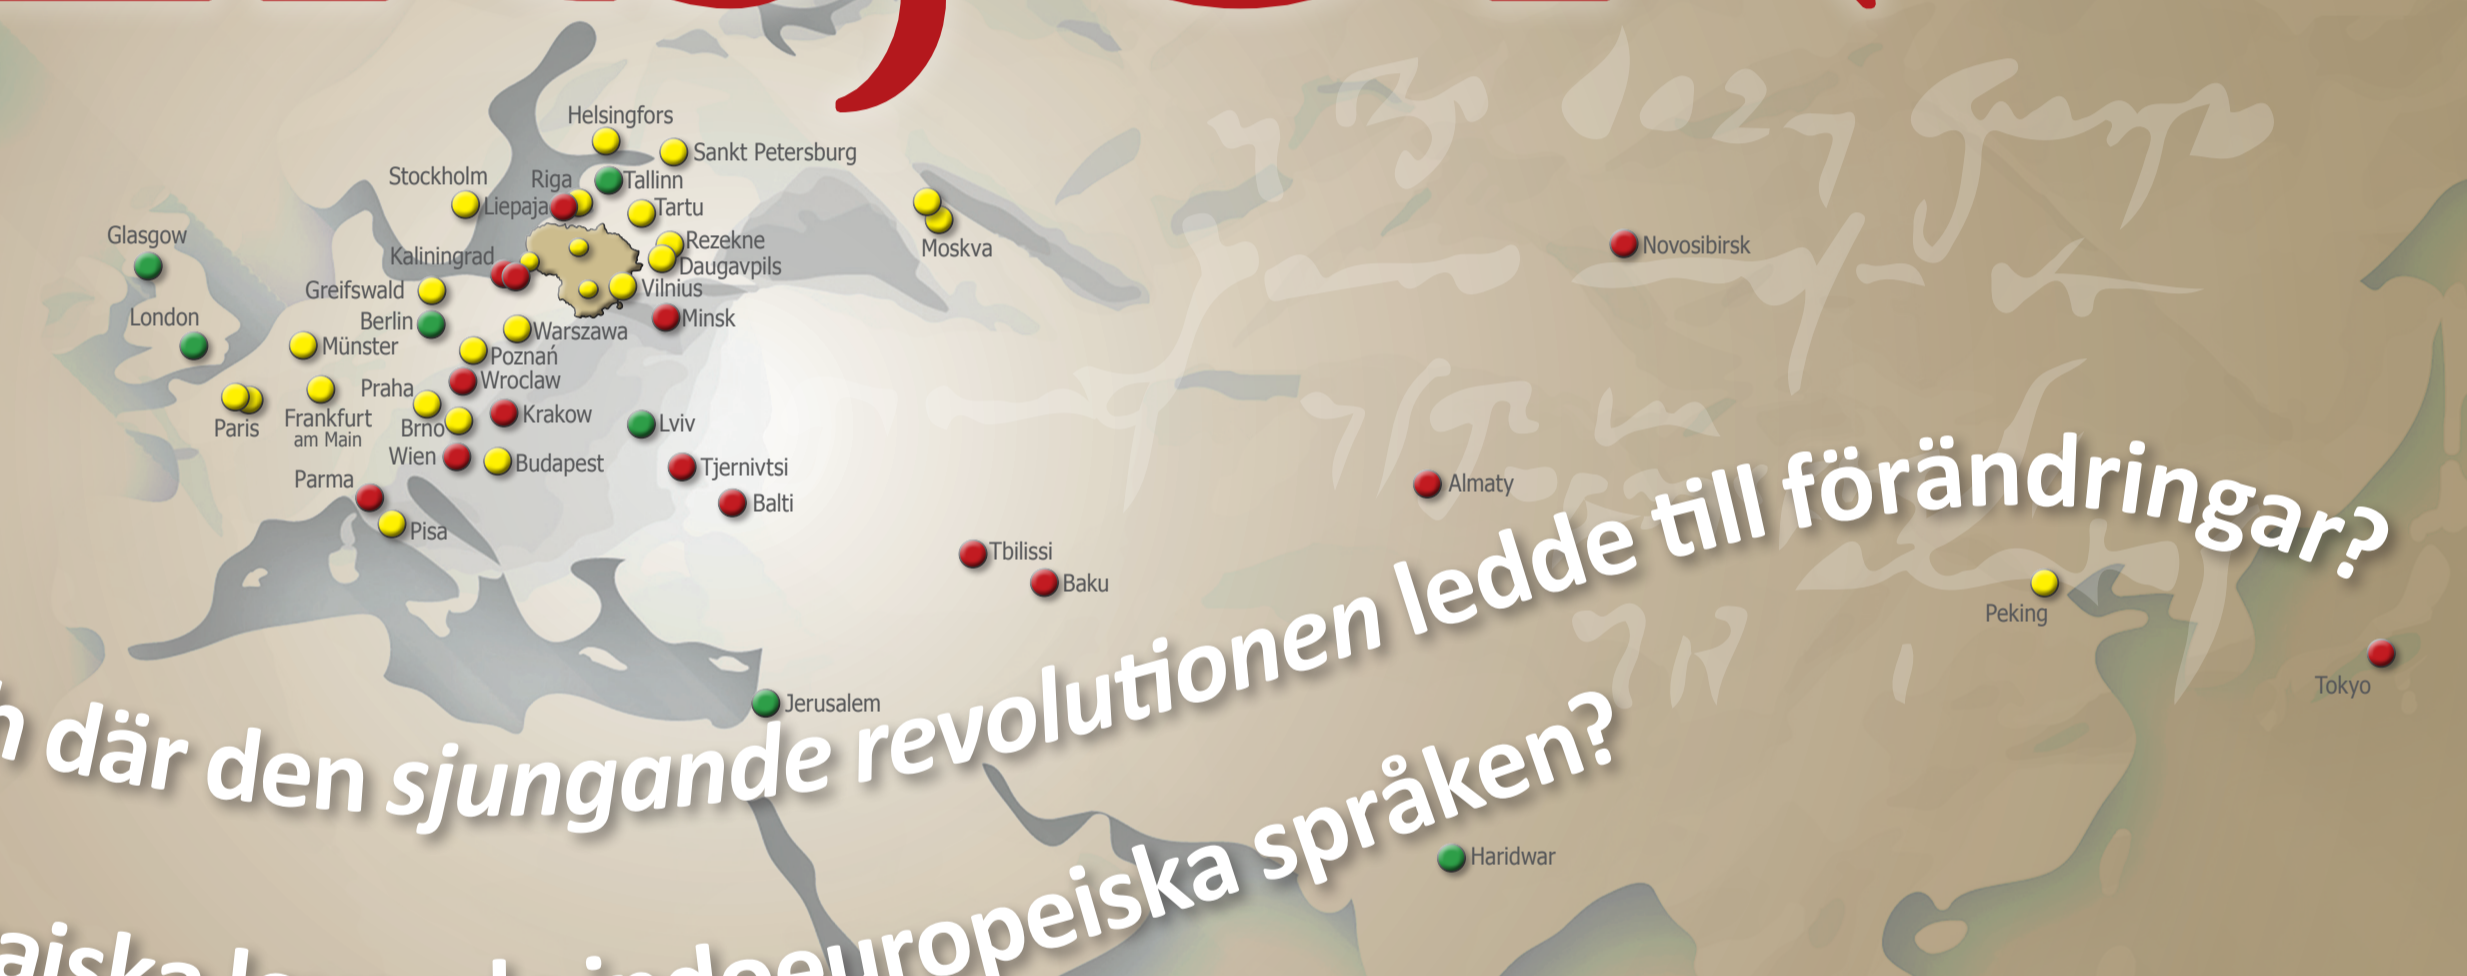 Helsingfors
Sankt Petersburg
Stockholm
Riga
Tallinn
Liepaja
Tartu
Glasgow
Rezekne
Moskva
Novosibirsk
Kaliningrad
Daugavpils
Greifswald
Vilnius
London
Berlin
Minsk
Warszawa
Münster
Poznań
Praha
Wroclaw
Krakow
Paris
Frankfurt
am Main
Brno
Lviv
Wien
Budapest
Tjernivtsi
Parma
Almaty
Balti
Pisa
Tbilissi
Baku
Peking
Tokyo
Jerusalem
Haridwar
där den sjungande revolutionen ledde till förändringar?
indoeuropeiska språken?